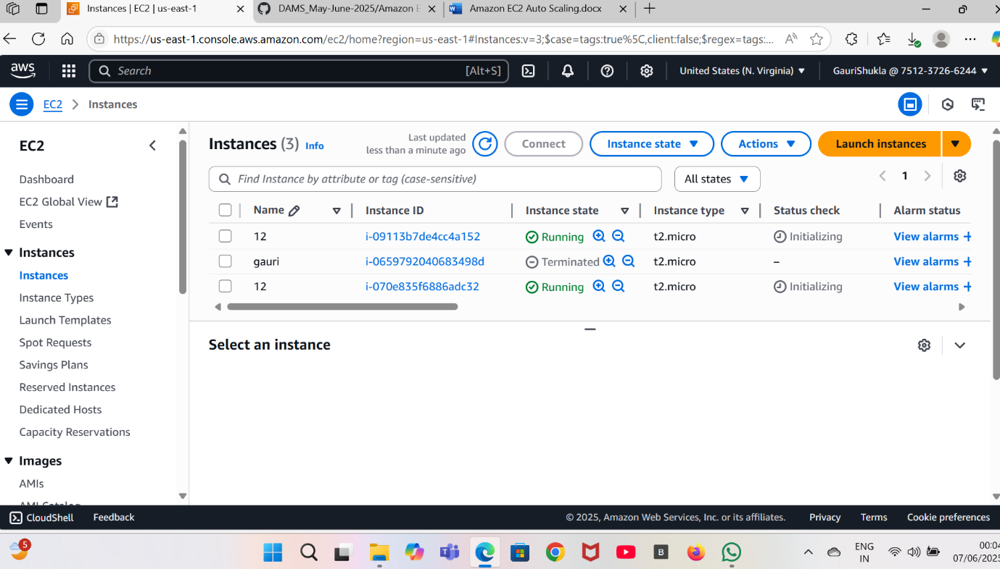 Instances | EC2 | us-east-1
DAMS_May-June-2025/Amazon E
Amazon EC2 Auto Scaling.docx
https://us-east-1.console.aws.amazon.com/ec2/home?region=us-east-1#Instances:v=3;$case=tags:true%5C,client:false;$regex=tags:...
aws
Search
[Alt+S]
United States (N. Virginia)
GauriShukla @ 7512-3726-6244
EC2 > Instances
EC2
Dashboard
EC2 Global View
Events
Instances
Instances
Instance Types
Launch Templates
Spot Requests
Savings Plans
Reserved Instances
Dedicated Hosts
Capacity Reservations
Images
AMIs
AMI Catalog
Instances (3) Info
Last updated
less than a minute ago
Connect
Instance state
Actions
Launch instances
Find Instance by attribute or tag (case-sensitive)
All states
1
Name Instance ID Instance state Instance type Status check Alarm status
12 i-09113b7de4cc4a152 Running t2.micro Initializing View alarms +
gauri i-0659792040683498d Terminated t2.micro – View alarms +
12 i-070e835f6886adc32 Running t2.micro Initializing View alarms +
Select an instance
CloudShell Feedback
© 2025, Amazon Web Services, Inc. or its affiliates. Privacy Terms Cookie preferences
5
ENG
IN
00:04
07/06/2025